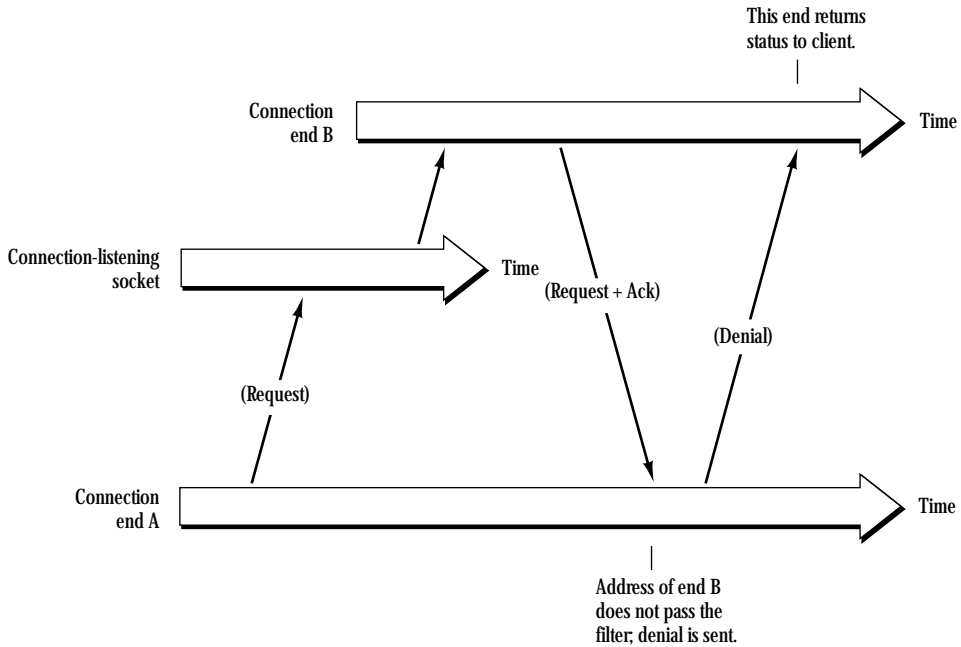 This end returns
status to client.
Connection
end B
Time
Connection-listening
socket
Time
(Request + Ack)
(Denial)
(Request)
Connection
end A
Time
Address of end B
does not pass the
filter; denial is sent.